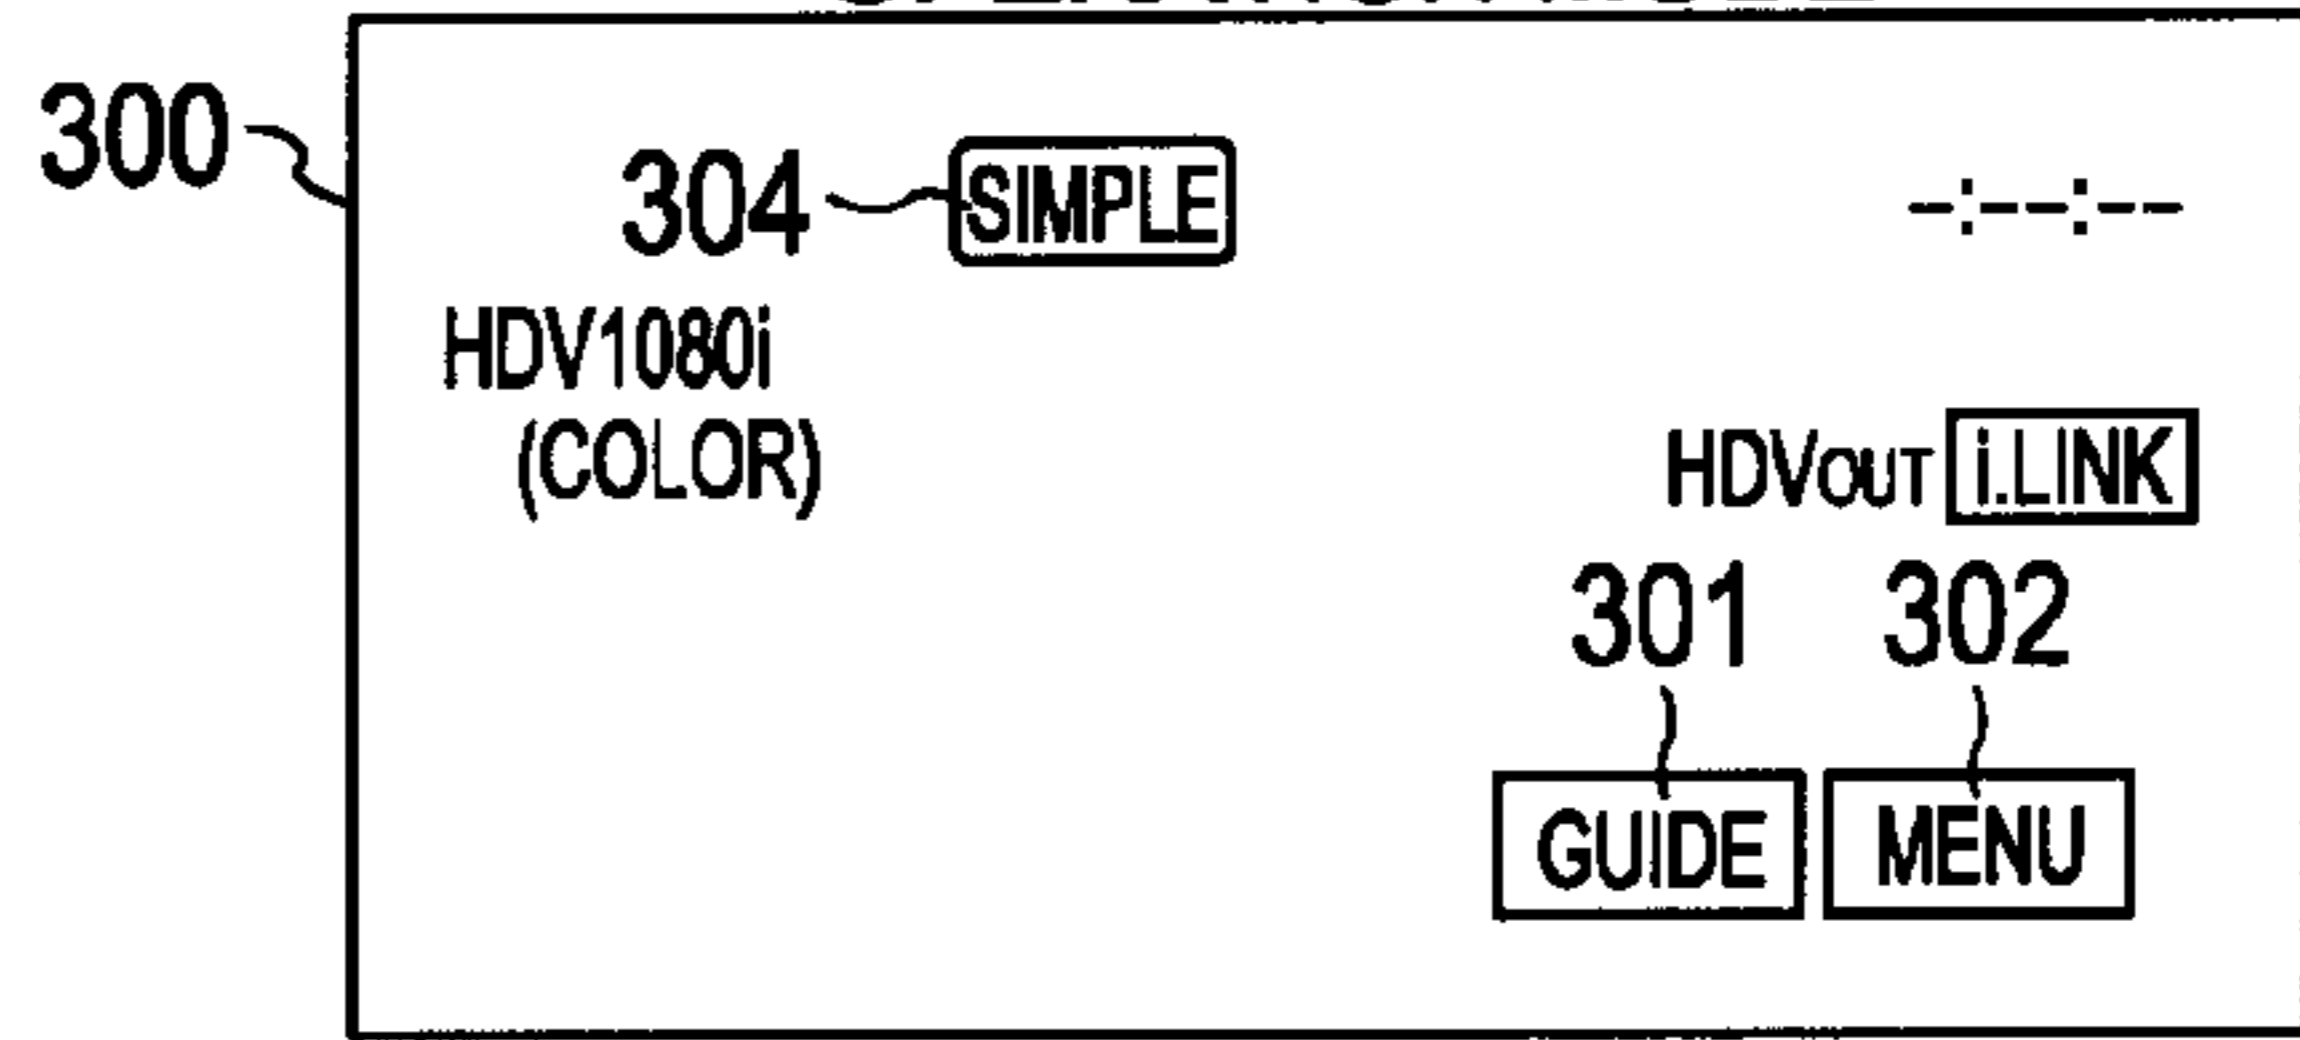 300
304 SIMPLE -:--:--
HDV1080i
(COLOR)
HDVOUT i.LINK
301 302
GUIDE MENU